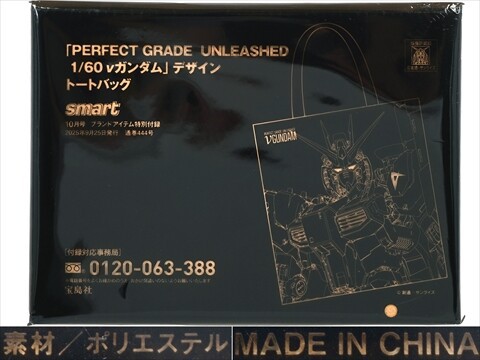 「PERFECT GRADE UNLEASHED
1/60 νガンダム」デザイン
トートバッグ
smart
10月号 ブランドアイテム特別付録
2025年8月25日発行 通巻444号
PERFECT GRADE UNLEASHED
νGUNDAM
[付録対応事務局]
0120-063-388
宝島社
素材／ポリエステル
MADE IN CHINA